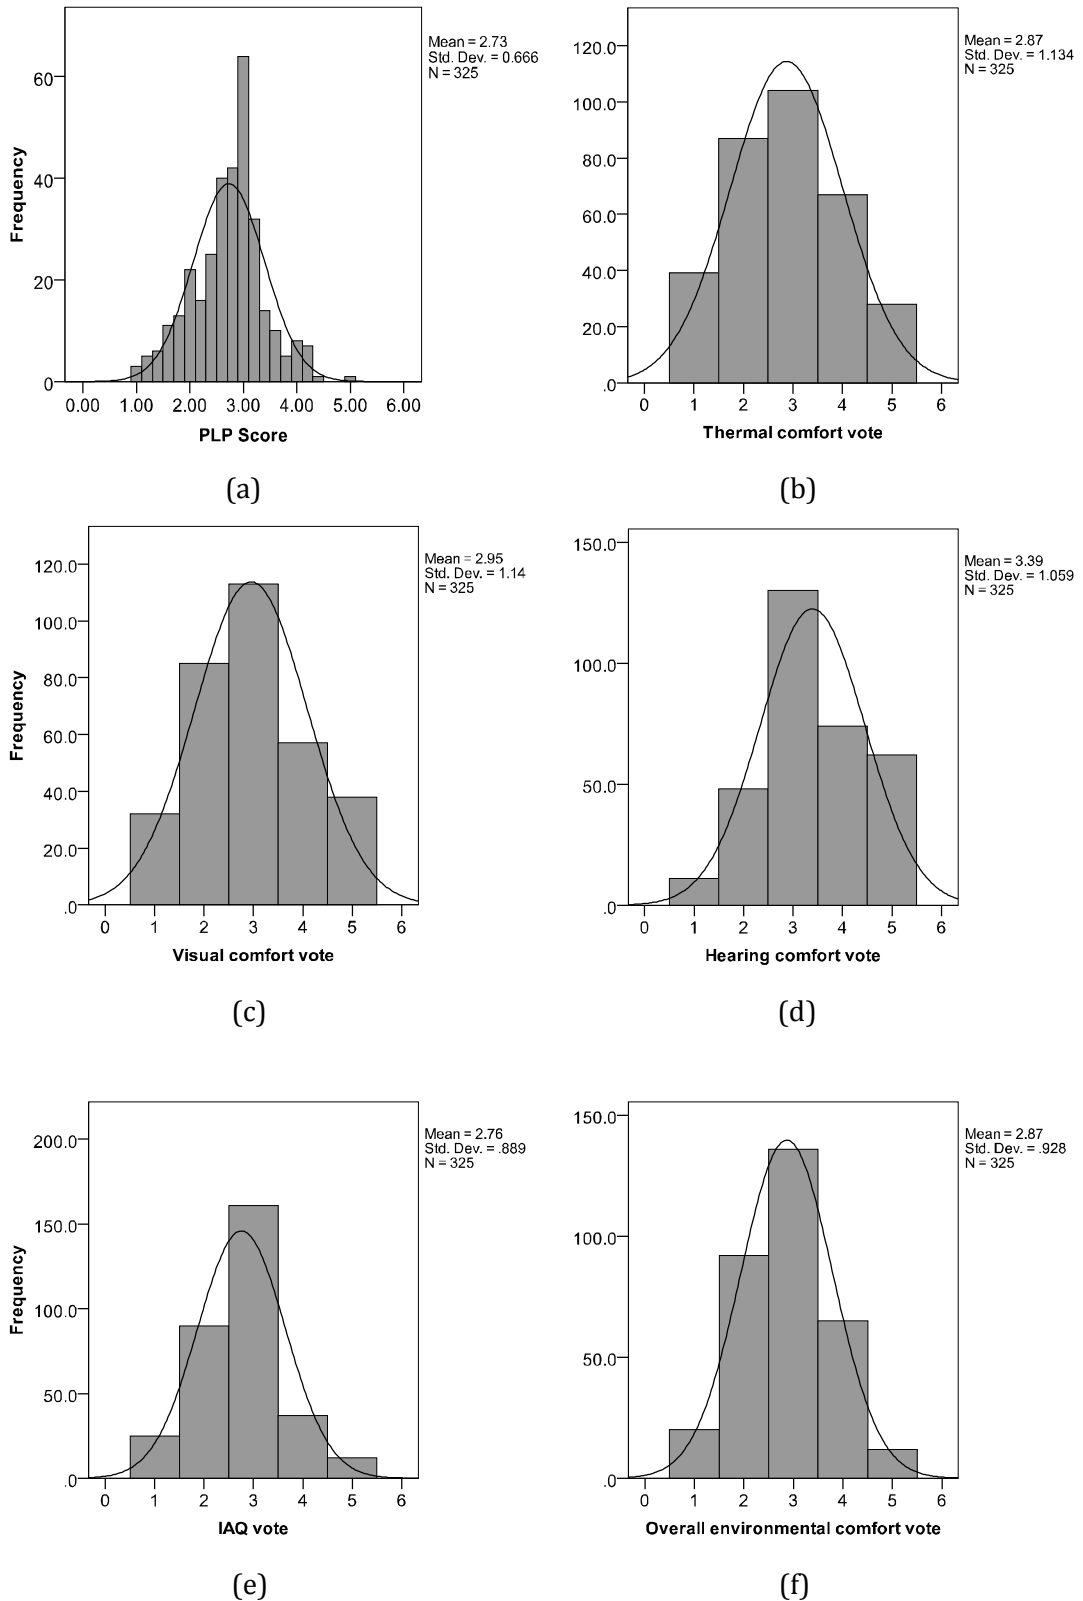 Mean = 2.73
Std. Dev. = 0.666
N = 325
60
40
20
0
Frequency
0.00 1.00 2.00 3.00 4.00 5.00 6.00
PLP Score
(a)
Mean = 2.87
Std. Dev. = 1.134
N = 325
120.0
100.0
80.0
60.0
40.0
20.0
.0
0 1 2 3 4 5 6
Thermal comfort vote
(b)
Mean = 2.95
Std. Dev. = 1.14
N = 325
120.0
100.0
80.0
60.0
40.0
20.0
.0
Frequency
0 1 2 3 4 5 6
Visual comfort vote
(c)
Mean = 3.39
Std. Dev. = 1.059
N = 325
150.0
100.0
50.0
.0
0 1 2 3 4 5 6
Hearing comfort vote
(d)
Mean = 2.76
Std. Dev. = .889
N = 325
200.0
150.0
100.0
50.0
.0
Frequency
0 1 2 3 4 5 6
IAQ vote
(e)
Mean = 2.87
Std. Dev. = .928
N = 325
150.0
100.0
50.0
.0
0 1 2 3 4 5 6
Overall environmental comfort vote
(f)